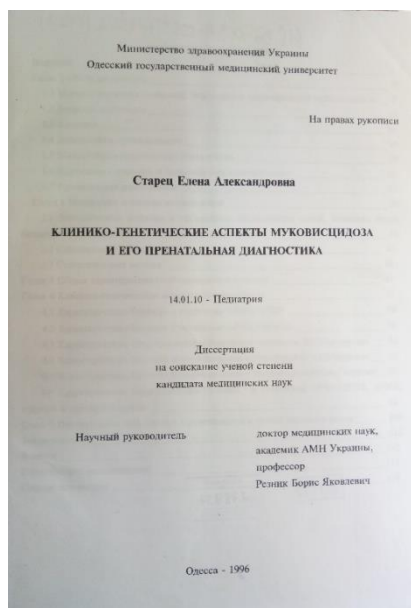 Министерство здравоохранения Украины
Одесский государственный медицинский университет
На правах рукописи
Старец Елена Александровна
КЛИНИКО-ГЕНЕТИЧЕСКИЕ АСПЕКТЫ МУКОВИСЦИДОЗА
И ЕГО ПРЕНАТАЛЬНАЯ ДИАГНОСТИКА
14.01.10 - Педиатрия
Диссертация
на соискание ученой степени
кандидата медицинских наук
Научный руководитель
доктор медицинских наук,
академик АМН Украины,
профессор
Резник Борис Яковлевич
Одесса - 1996